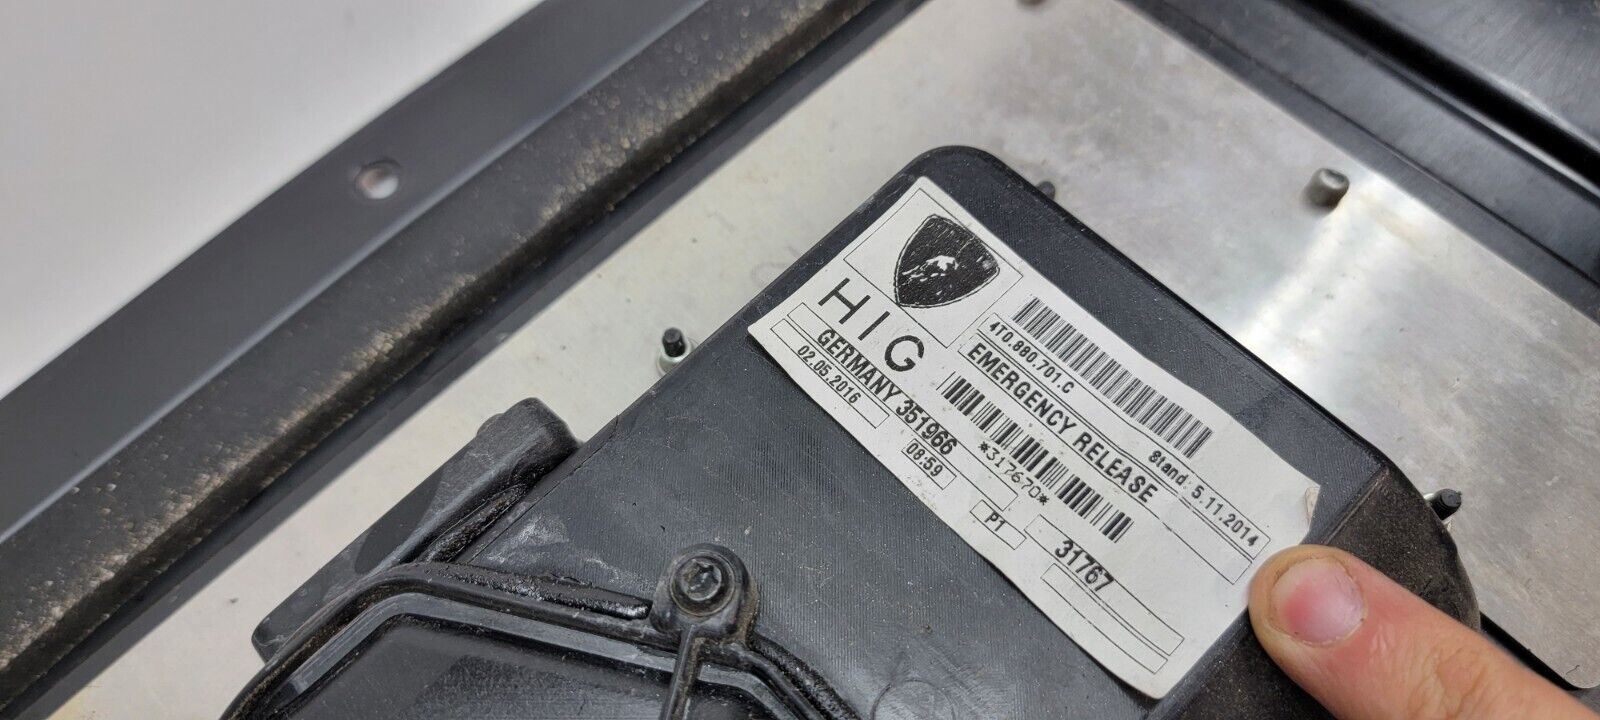 HIG
4T0.880.701.C
Stand: 5.11.2014
EMERGENCY RELEASE
*317670*
GERMANY 351966
31767
02.05.2016
08:59
P1